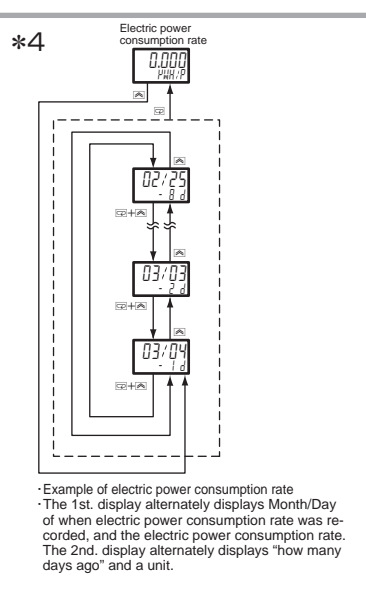 *4
Electric power
consumption rate
0.000
PWH/P
02/25
- 8d
+
03/03
- 2d
+
03/04
- 1d
+
·Example of electric power consumption rate
·The 1st. display alternately displays Month/Day
of when electric power consumption rate was re-
corded, and the electric power consumption rate.
The 2nd. display alternately displays “how many
days ago” and a unit.